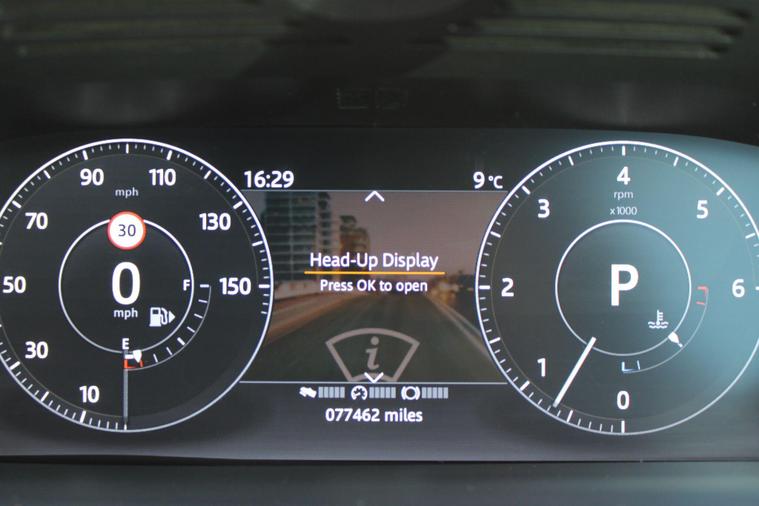 16:29
9 °C
90
110
mph
70
130
30
50
0
mph
F
150
E
30
10
Head-Up Display
Press OK to open
i
077462 miles
4
rpm
x1000
3
5
2
P
6
1
0